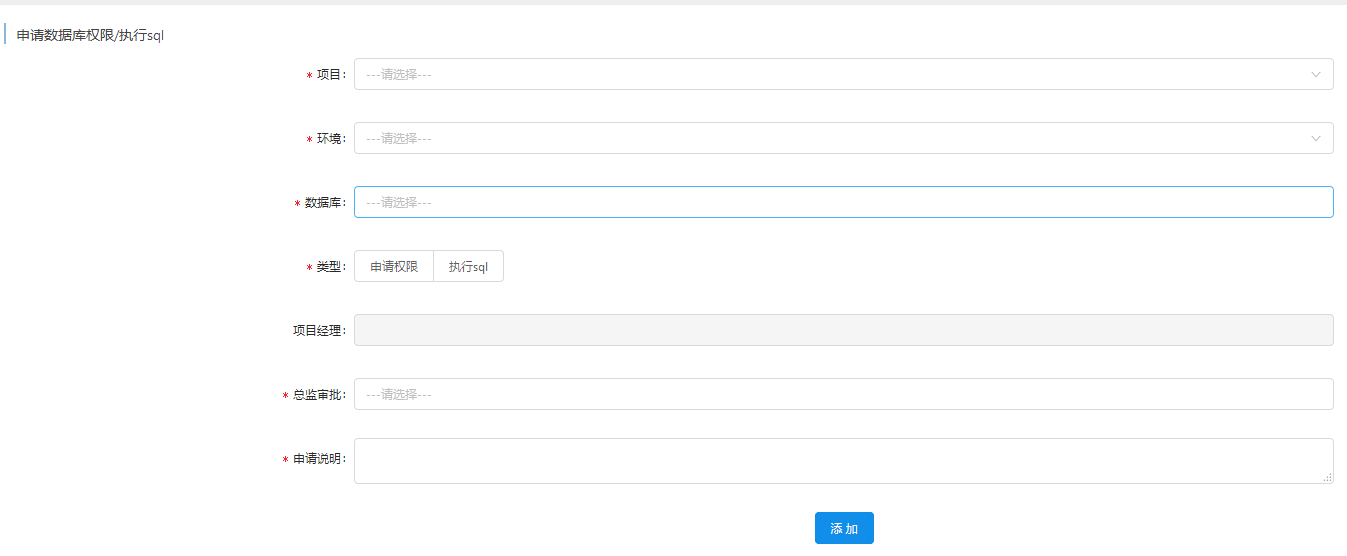 申请数据库权限/执行sql
* 项目: ---请选择---
* 环境: ---请选择---
* 数据库: ---请选择---
* 类型: 申请权限 执行sql
项目经理:
* 总监审批: ---请选择---
* 申请说明:
添 加